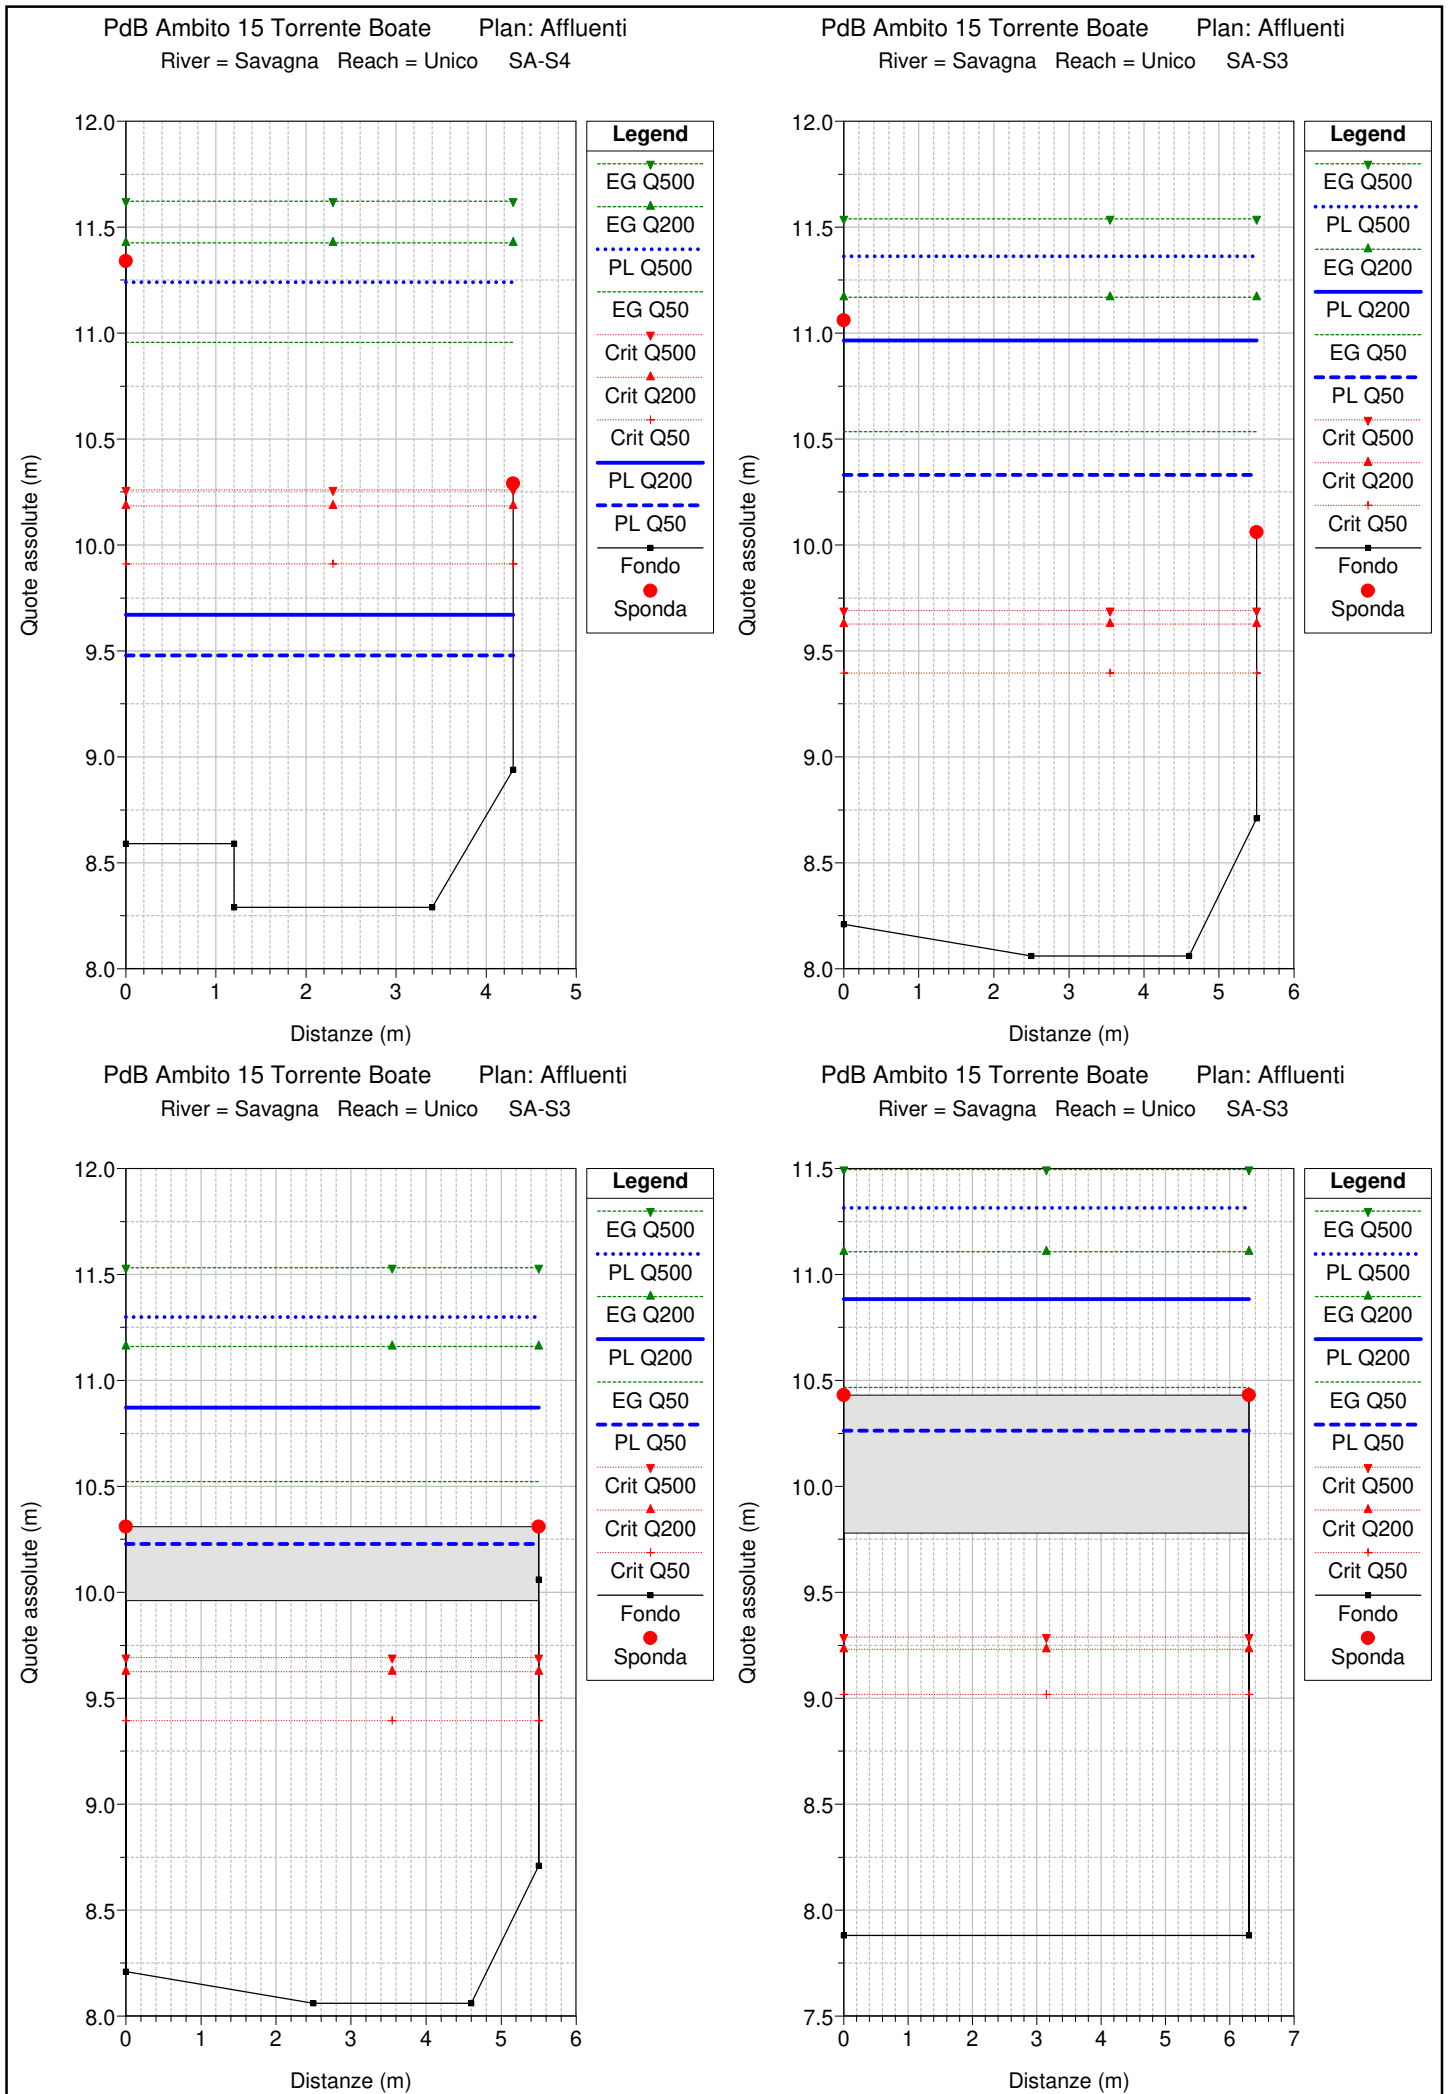 PdB Ambito 15 Torrente Boate Plan: Affluenti
River = Savagna Reach = Unico SA-S4
Quote assolute (m)
12.0
11.5
11.0
10.5
10.0
9.5
9.0
8.5
8.0
0 1 2 3 4 5
Distanze (m)
Legend
EG Q500
EG Q200
PL Q500
EG Q50
Crit Q500
Crit Q200
Crit Q50
PL Q200
PL Q50
Fondo
Sponda
PdB Ambito 15 Torrente Boate Plan: Affluenti
River = Savagna Reach = Unico SA-S3
Quote assolute (m)
12.0
11.5
11.0
10.5
10.0
9.5
9.0
8.5
8.0
0 1 2 3 4 5 6
Distanze (m)
Legend
EG Q500
PL Q500
EG Q200
PL Q200
EG Q50
PL Q50
Crit Q500
Crit Q200
Crit Q50
Fondo
Sponda
PdB Ambito 15 Torrente Boate Plan: Affluenti
River = Savagna Reach = Unico SA-S3
Quote assolute (m)
12.0
11.5
11.0
10.5
10.0
9.5
9.0
8.5
8.0
0 1 2 3 4 5 6
Distanze (m)
Legend
EG Q500
PL Q500
EG Q200
PL Q200
EG Q50
PL Q50
Crit Q500
Crit Q200
Crit Q50
Fondo
Sponda
PdB Ambito 15 Torrente Boate Plan: Affluenti
River = Savagna Reach = Unico SA-S3
Quote assolute (m)
11.5
11.0
10.5
10.0
9.5
9.0
8.5
8.0
7.5
0 1 2 3 4 5 6 7
Distanze (m)
Legend
EG Q500
PL Q500
EG Q200
PL Q200
EG Q50
PL Q50
Crit Q500
Crit Q200
Crit Q50
Fondo
Sponda